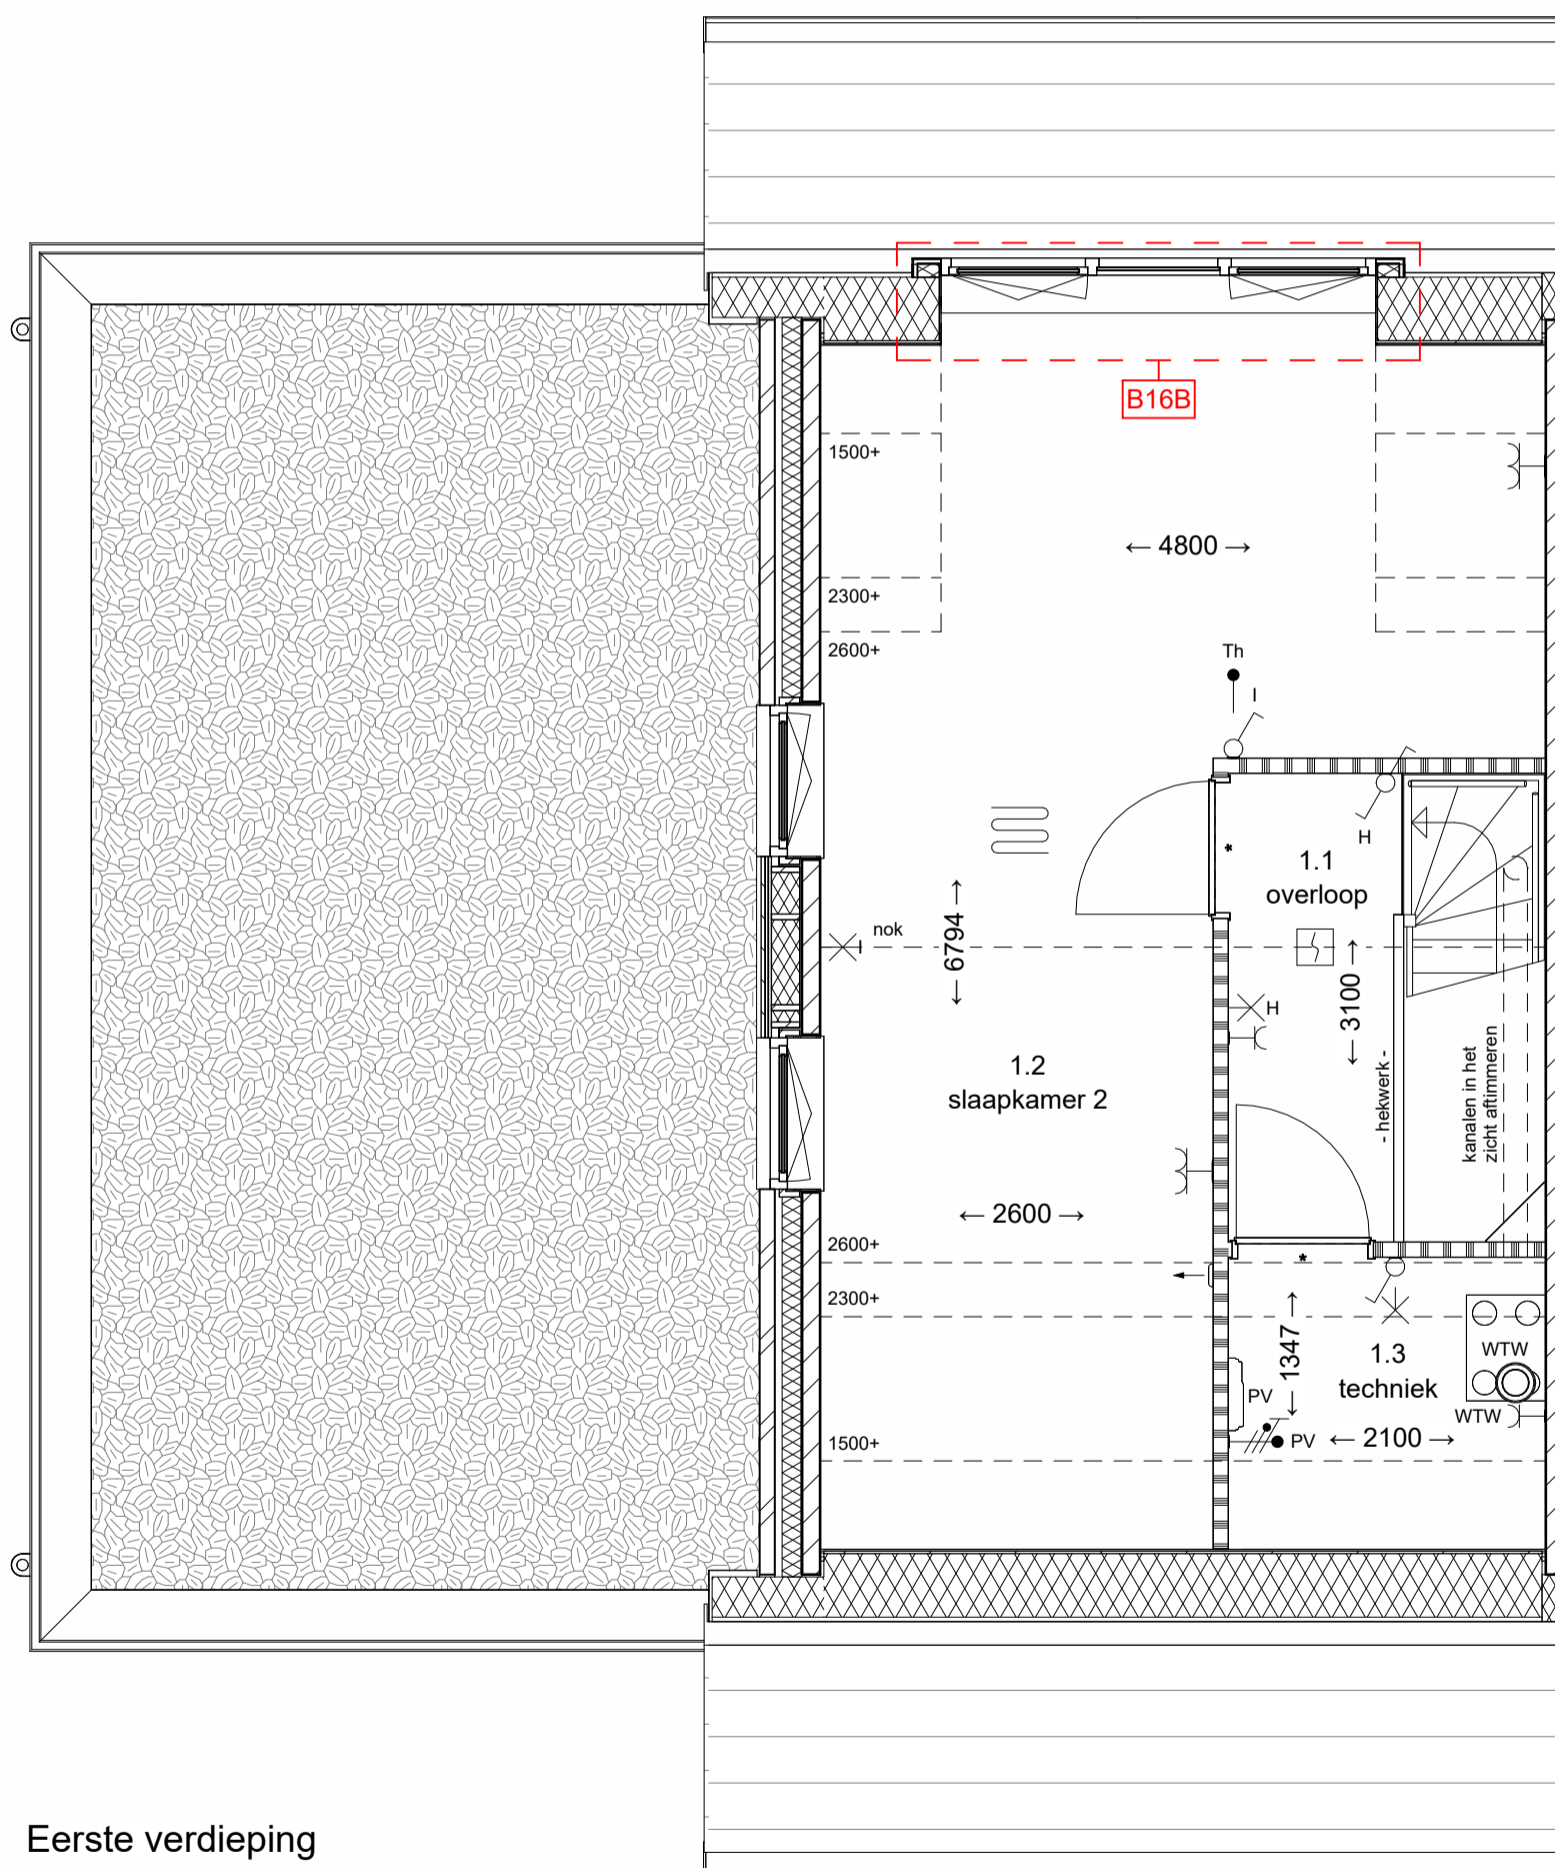 B16B
1500+
← 4800 →
2300+
2600+
Th
I
H
1.1
overloop
*
nok
← 6794 →
← 3100 →
H
1.2
slaapkamer 2
- hekwerk -
kanalen in het
zicht aftimmeren
← 2600 →
2600+
*
2300+
← 1347 →
1.3
techniek
WTW
PV
WTW
PV
← 2100 →
1500+
Eerste verdieping